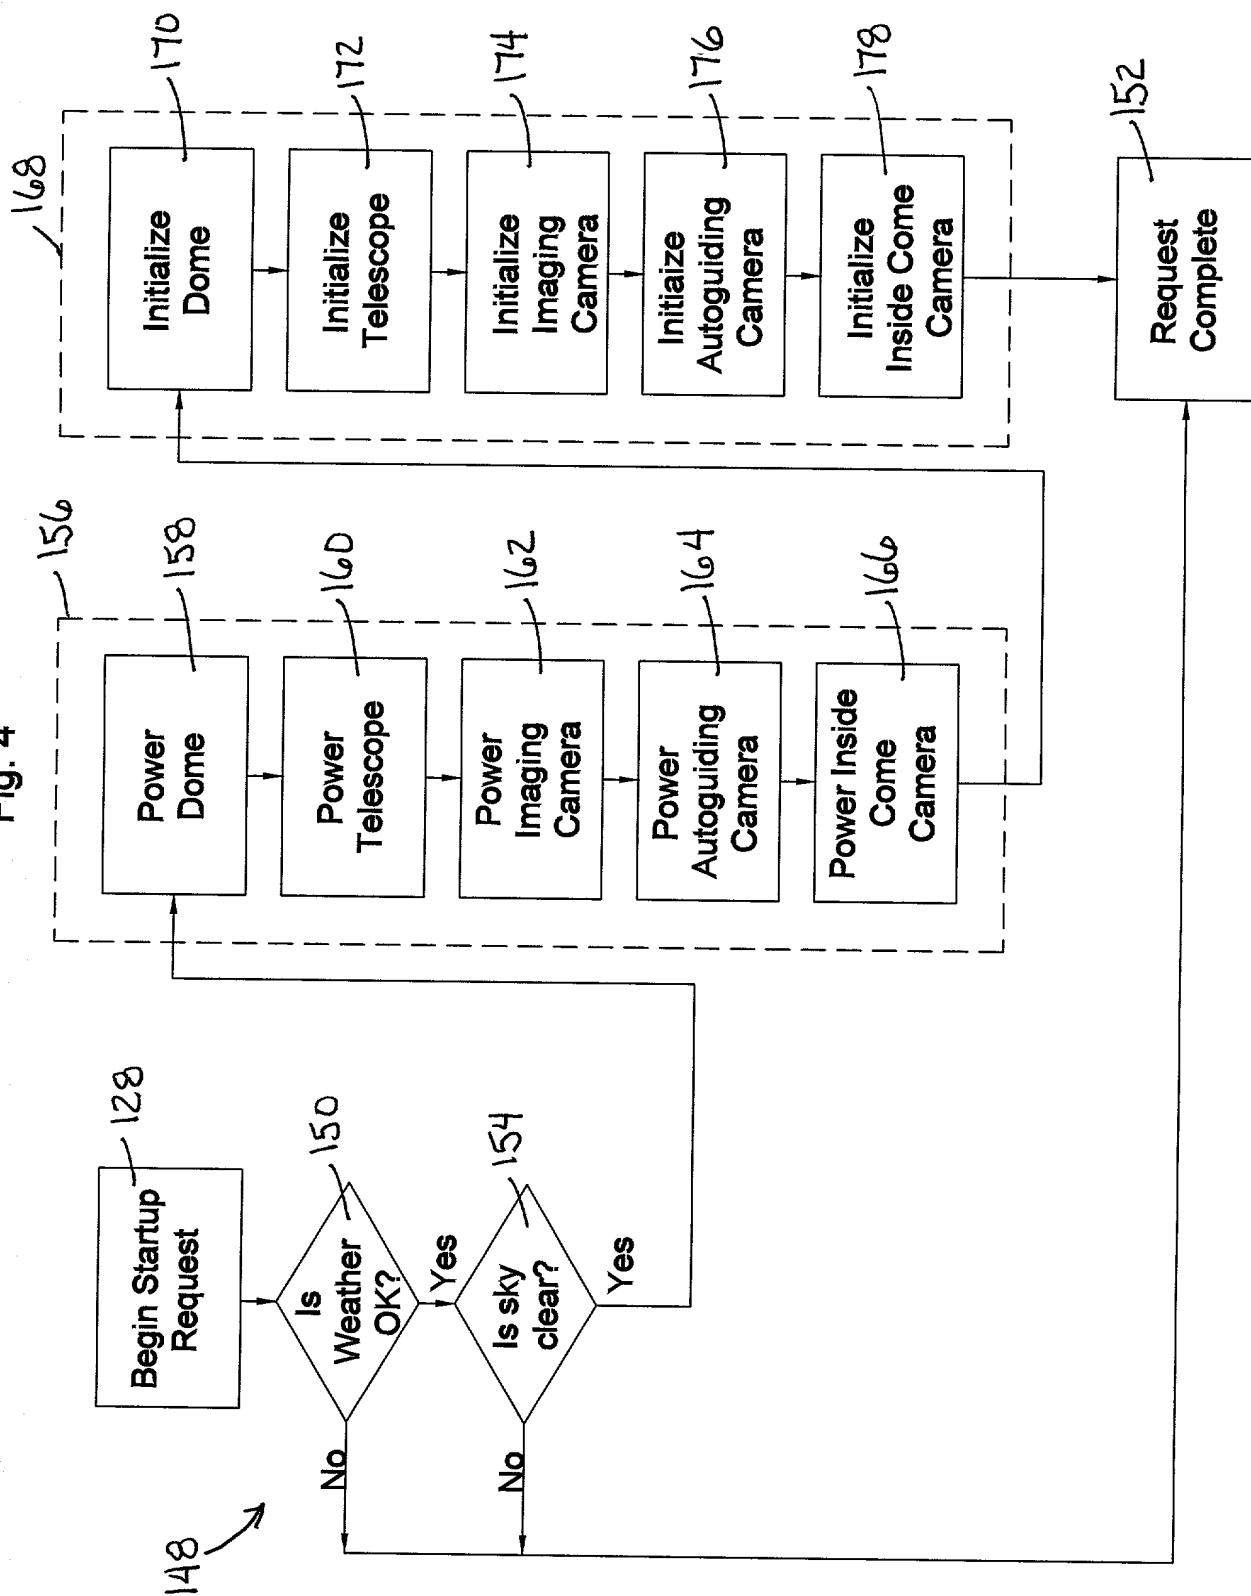 Fig. 4
148
Begin Startup
Request
128
Is
Weather
OK?
150
No
Yes
Is sky
clear?
154
No
Yes
156
Power
Dome
158
Power
Telescope
160
Power
Imaging
Camera
162
Power
Autoguiding
Camera
164
Power Inside
Come
Camera
166
168
Initialize
Dome
170
Initialize
Telescope
172
Initialize
Imaging
Camera
174
Initiaize
Autoguiding
Camera
176
Initialize
Inside Come
Camera
178
Request
Complete
152